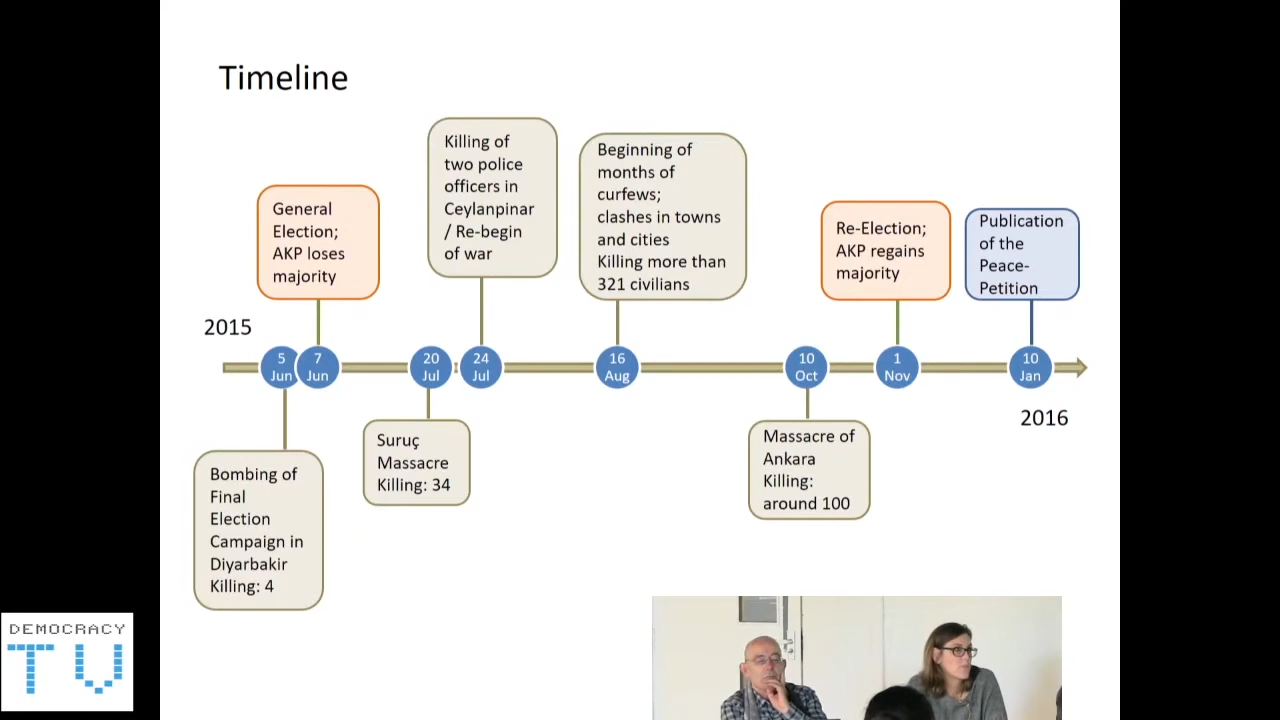 Timeline
Killing of
two police
officers in
Ceylanpinar
/ Re-begin
of war
Beginning of
months of
curfews;
clashes in towns
and cities
Killing more than
321 civilians
General
Election;
AKP loses
majority
Re-Election;
AKP regains
majority
Publication
of the
Peace-
Petition
2015
5
Jun
7
Jun
20
Jul
24
Jul
16
Aug
10
Oct
1
Nov
10
Jan
2016
Bombing of
Final
Election
Campaign in
Diyarbakir
Killing: 4
Suruç
Massacre
Killing: 34
Massacre of
Ankara
Killing:
around 100
DEMOCRACY
TV